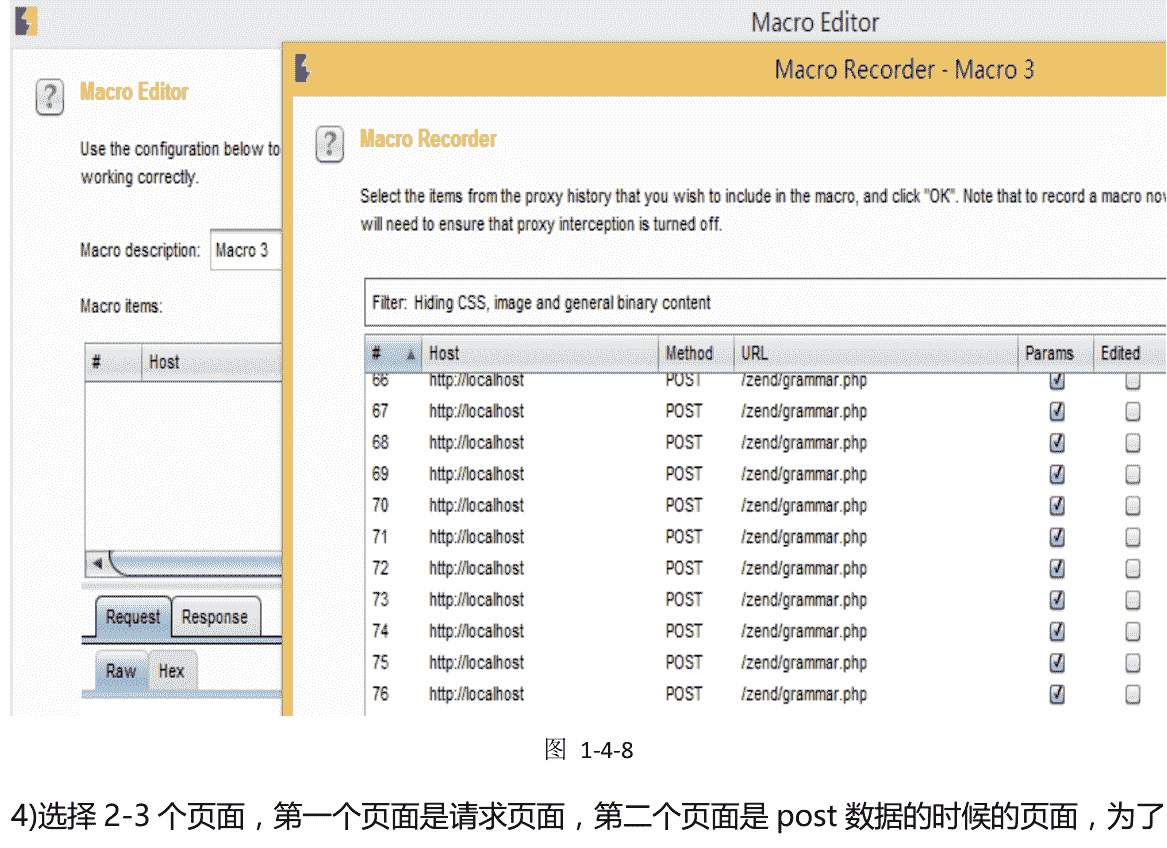 Macro Editor
Macro Recorder - Macro 3
? Macro Editor
Use the configuration below to
working correctly.
Macro description: Macro 3
Macro items:
# Host
Request Response
Raw Hex
? Macro Recorder
Select the items from the proxy history that you wish to include in the macro, and click "OK". Note that to record a macro nov
will need to ensure that proxy interception is turned off.
Filter: Hiding CSS, image and general binary content
# Host Method URL Params Edited
66 http://localhost POST /zend/grammar.php
67 http://localhost POST /zend/grammar.php
68 http://localhost POST /zend/grammar.php
69 http://localhost POST /zend/grammar.php
70 http://localhost POST /zend/grammar.php
71 http://localhost POST /zend/grammar.php
72 http://localhost POST /zend/grammar.php
73 http://localhost POST /zend/grammar.php
74 http://localhost POST /zend/grammar.php
75 http://localhost POST /zend/grammar.php
76 http://localhost POST /zend/grammar.php
图 1-4-8
4)选择 2-3 个页面，第一个页面是请求页面，第二个页面是 post 数据的时候的页面，为了